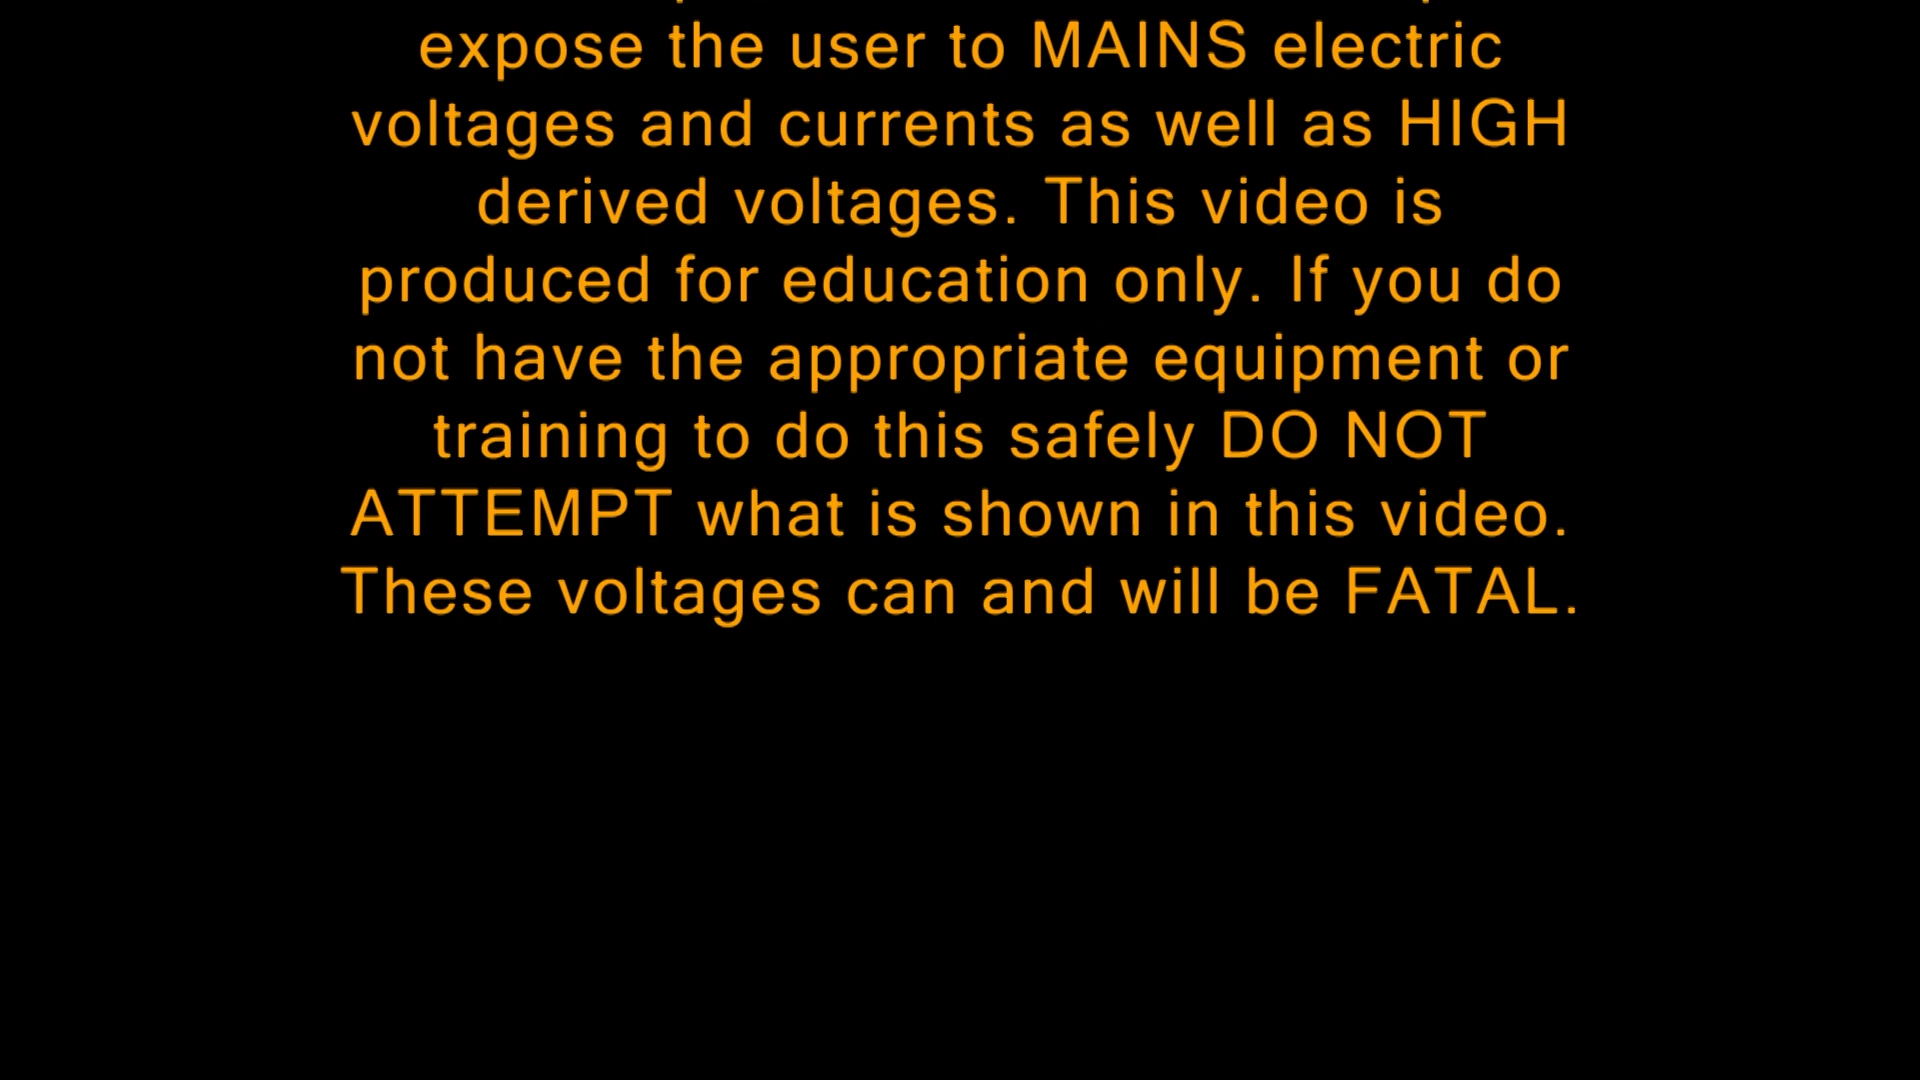 expose the user to MAINS electric
voltages and currents as well as HIGH
derived voltages. This video is
produced for education only. If you do
not have the appropriate equipment or
training to do this safely DO NOT
ATTEMPT what is shown in this video.
These voltages can and will be FATAL.